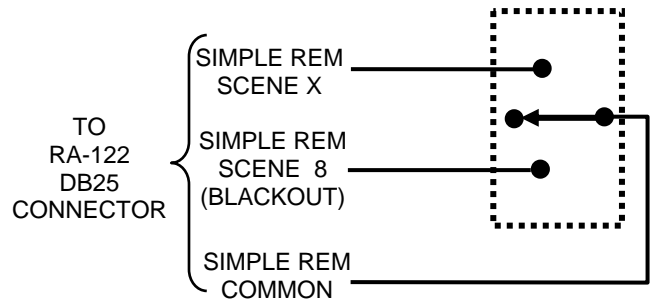 TO
RA-122
DB25
CONNECTOR
SIMPLE REM
SCENE X
SIMPLE REM
SCENE 8
(BLACKOUT)
SIMPLE REM
COMMON